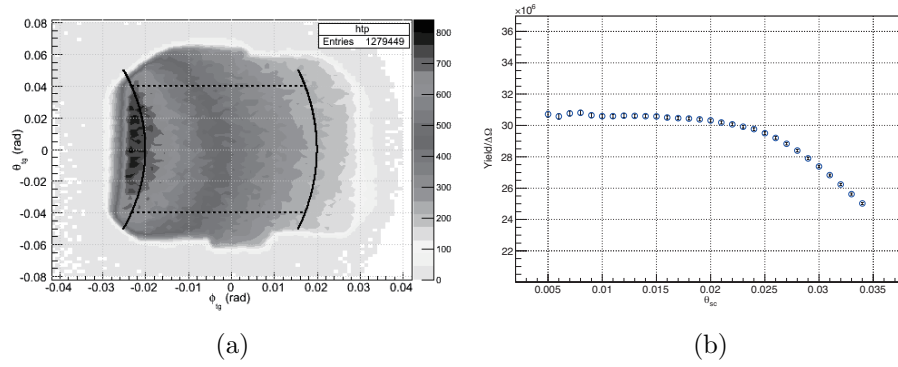 htp
Entries 1279449
θtg (rad)
0.08
0.06
0.04
0.02
0
-0.02
-0.04
-0.06
-0.08
-0.04 -0.03 -0.02 -0.01 0 0.01 0.02 0.03 0.04
ϕtg (rad)
800
700
600
500
400
300
200
100
0
(a)
×10⁶
Yield/ΔΩ
36
34
32
30
28
26
24
22
0.005 0.010 0.015 0.020 0.025 0.030 0.035
θsc
(b)